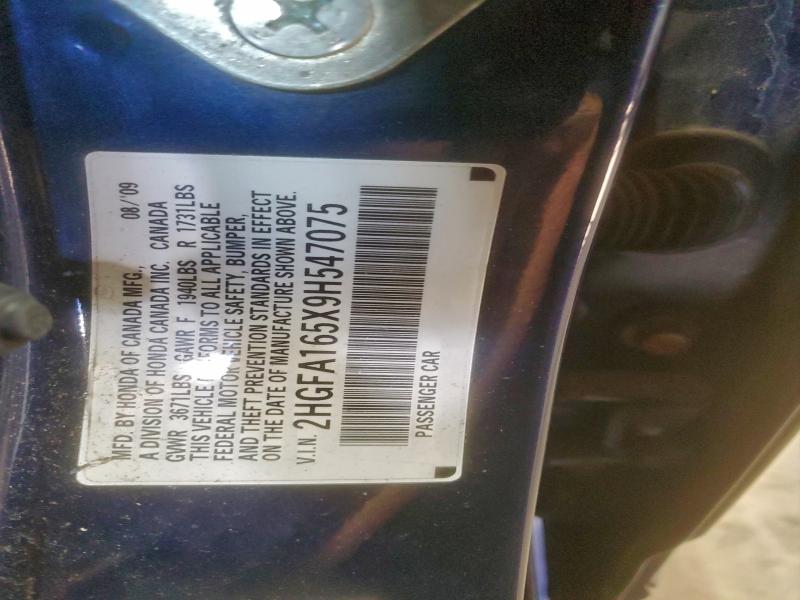 MFD. BY HONDA OF CANADA MFG., 08/'09
A DIVISION OF HONDA CANADA INC. CANADA
GVWR 3671LBS GAWR F 1940LBS R 1731LBS
THIS VEHICLE CONFORMS TO ALL APPLICABLE
FEDERAL MOTOR VEHICLE SAFETY, BUMPER,
AND THEFT PREVENTION STANDARDS IN EFFECT
ON THE DATE OF MANUFACTURE SHOWN ABOVE.
V.I.N. 2HGFA165X9H547075
PASSENGER CAR